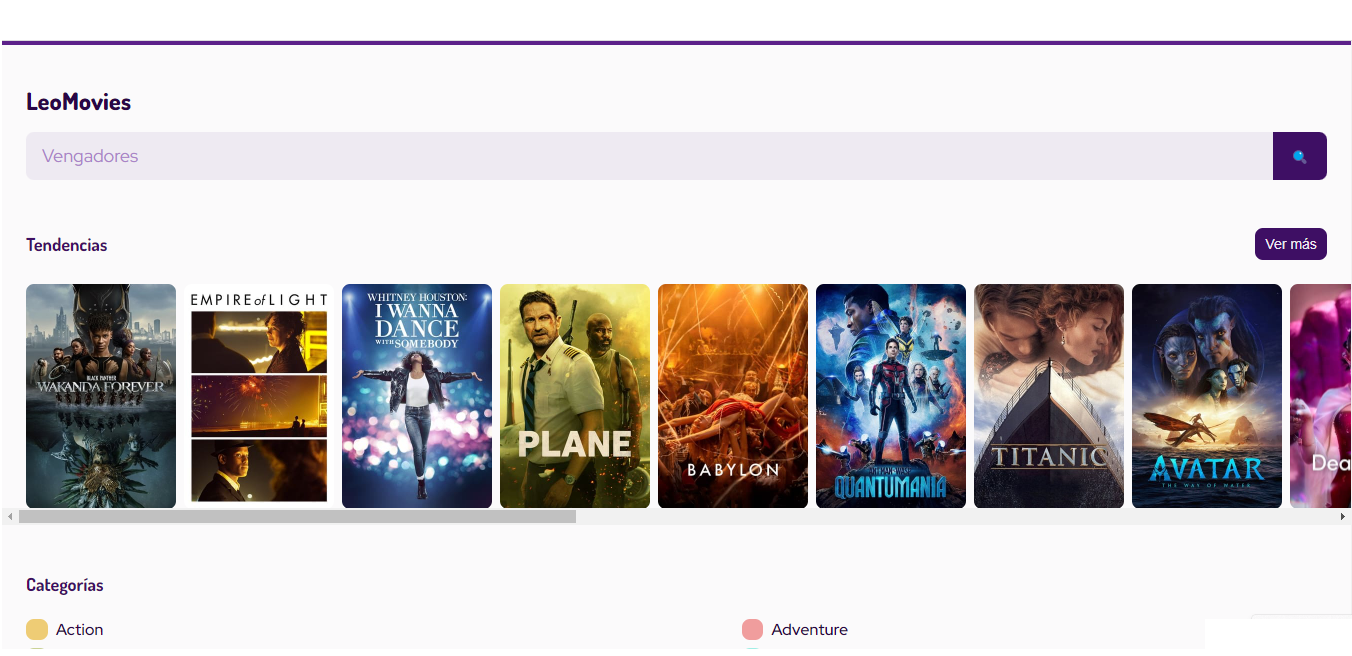 LeoMovies
Vengadores
Tendencias
Ver más
BLACK PANTHER
WAKANDA FOREVER
EMPIRE of LIGHT
WHITNEY HOUSTON:
I WANNA
DANCE
WITH SOMEBODY
PLANE
BABYLON
ANT-MAN AND THE WASP
QUANTUMANIA
TITANIC
AVATAR
THE WAY OF WATER
Dea
Categorías
Action
Adventure